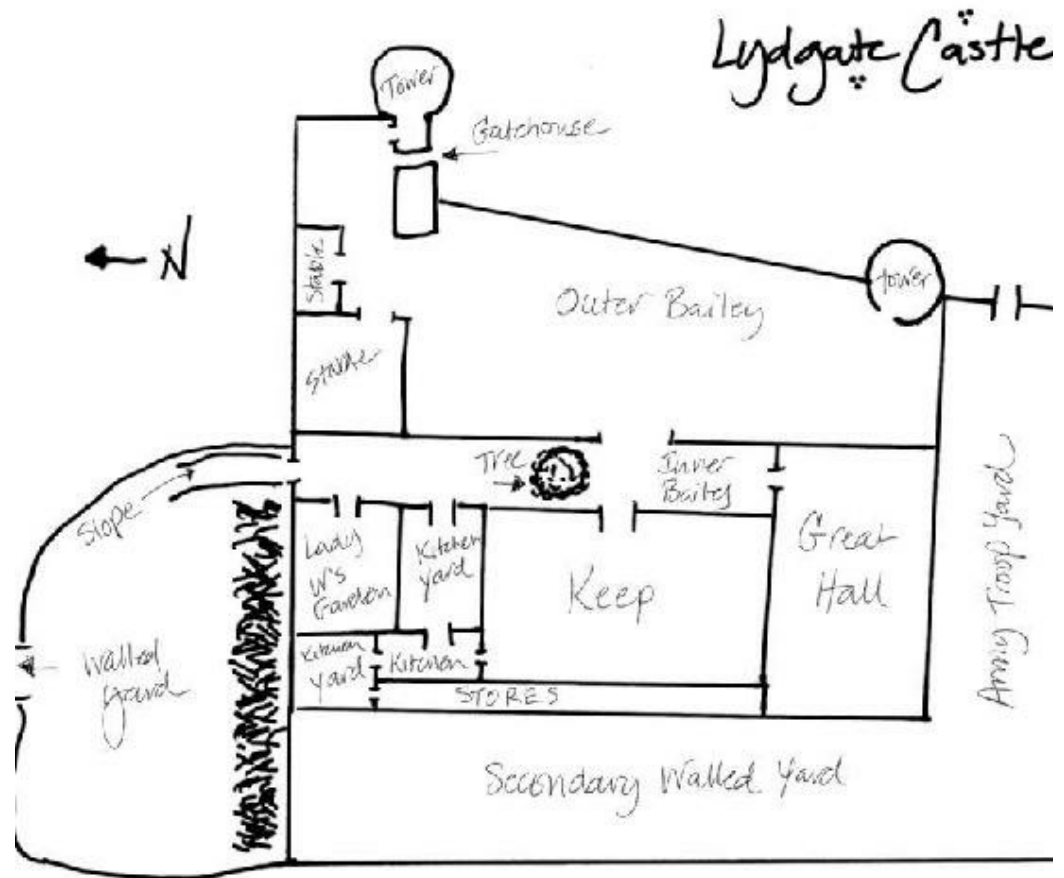 Lydgate Castle
Tower
Gatehouse
N
Stable
tower
Outer Bailey
Tree
Inner
Bailey
Slope
Lady
W's
Garden
Kitchen
Yard
Great
Hall
Keep
Army Troop Yard
Walled
Yard
Kitchen
Yard
Kitchen
STORES
Secondary Walled Yard